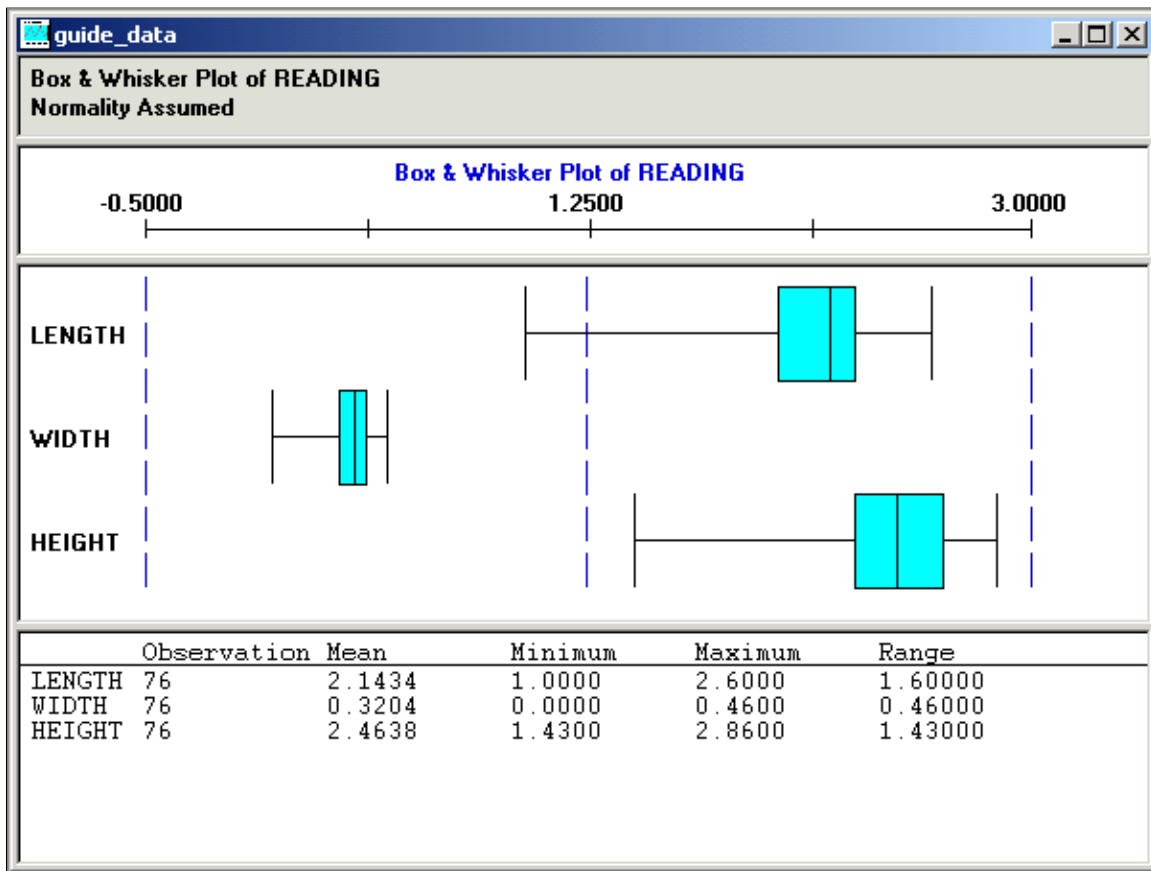 guide_data
Box & Whisker Plot of READING
Normality Assumed
Box & Whisker Plot of READING
-0.5000 1.2500 3.0000
LENGTH
WIDTH
HEIGHT
Observation Mean Minimum Maximum Range
LENGTH 76 2.1434 1.0000 2.6000 1.60000
WIDTH 76 0.3204 0.0000 0.4600 0.46000
HEIGHT 76 2.4638 1.4300 2.8600 1.43000